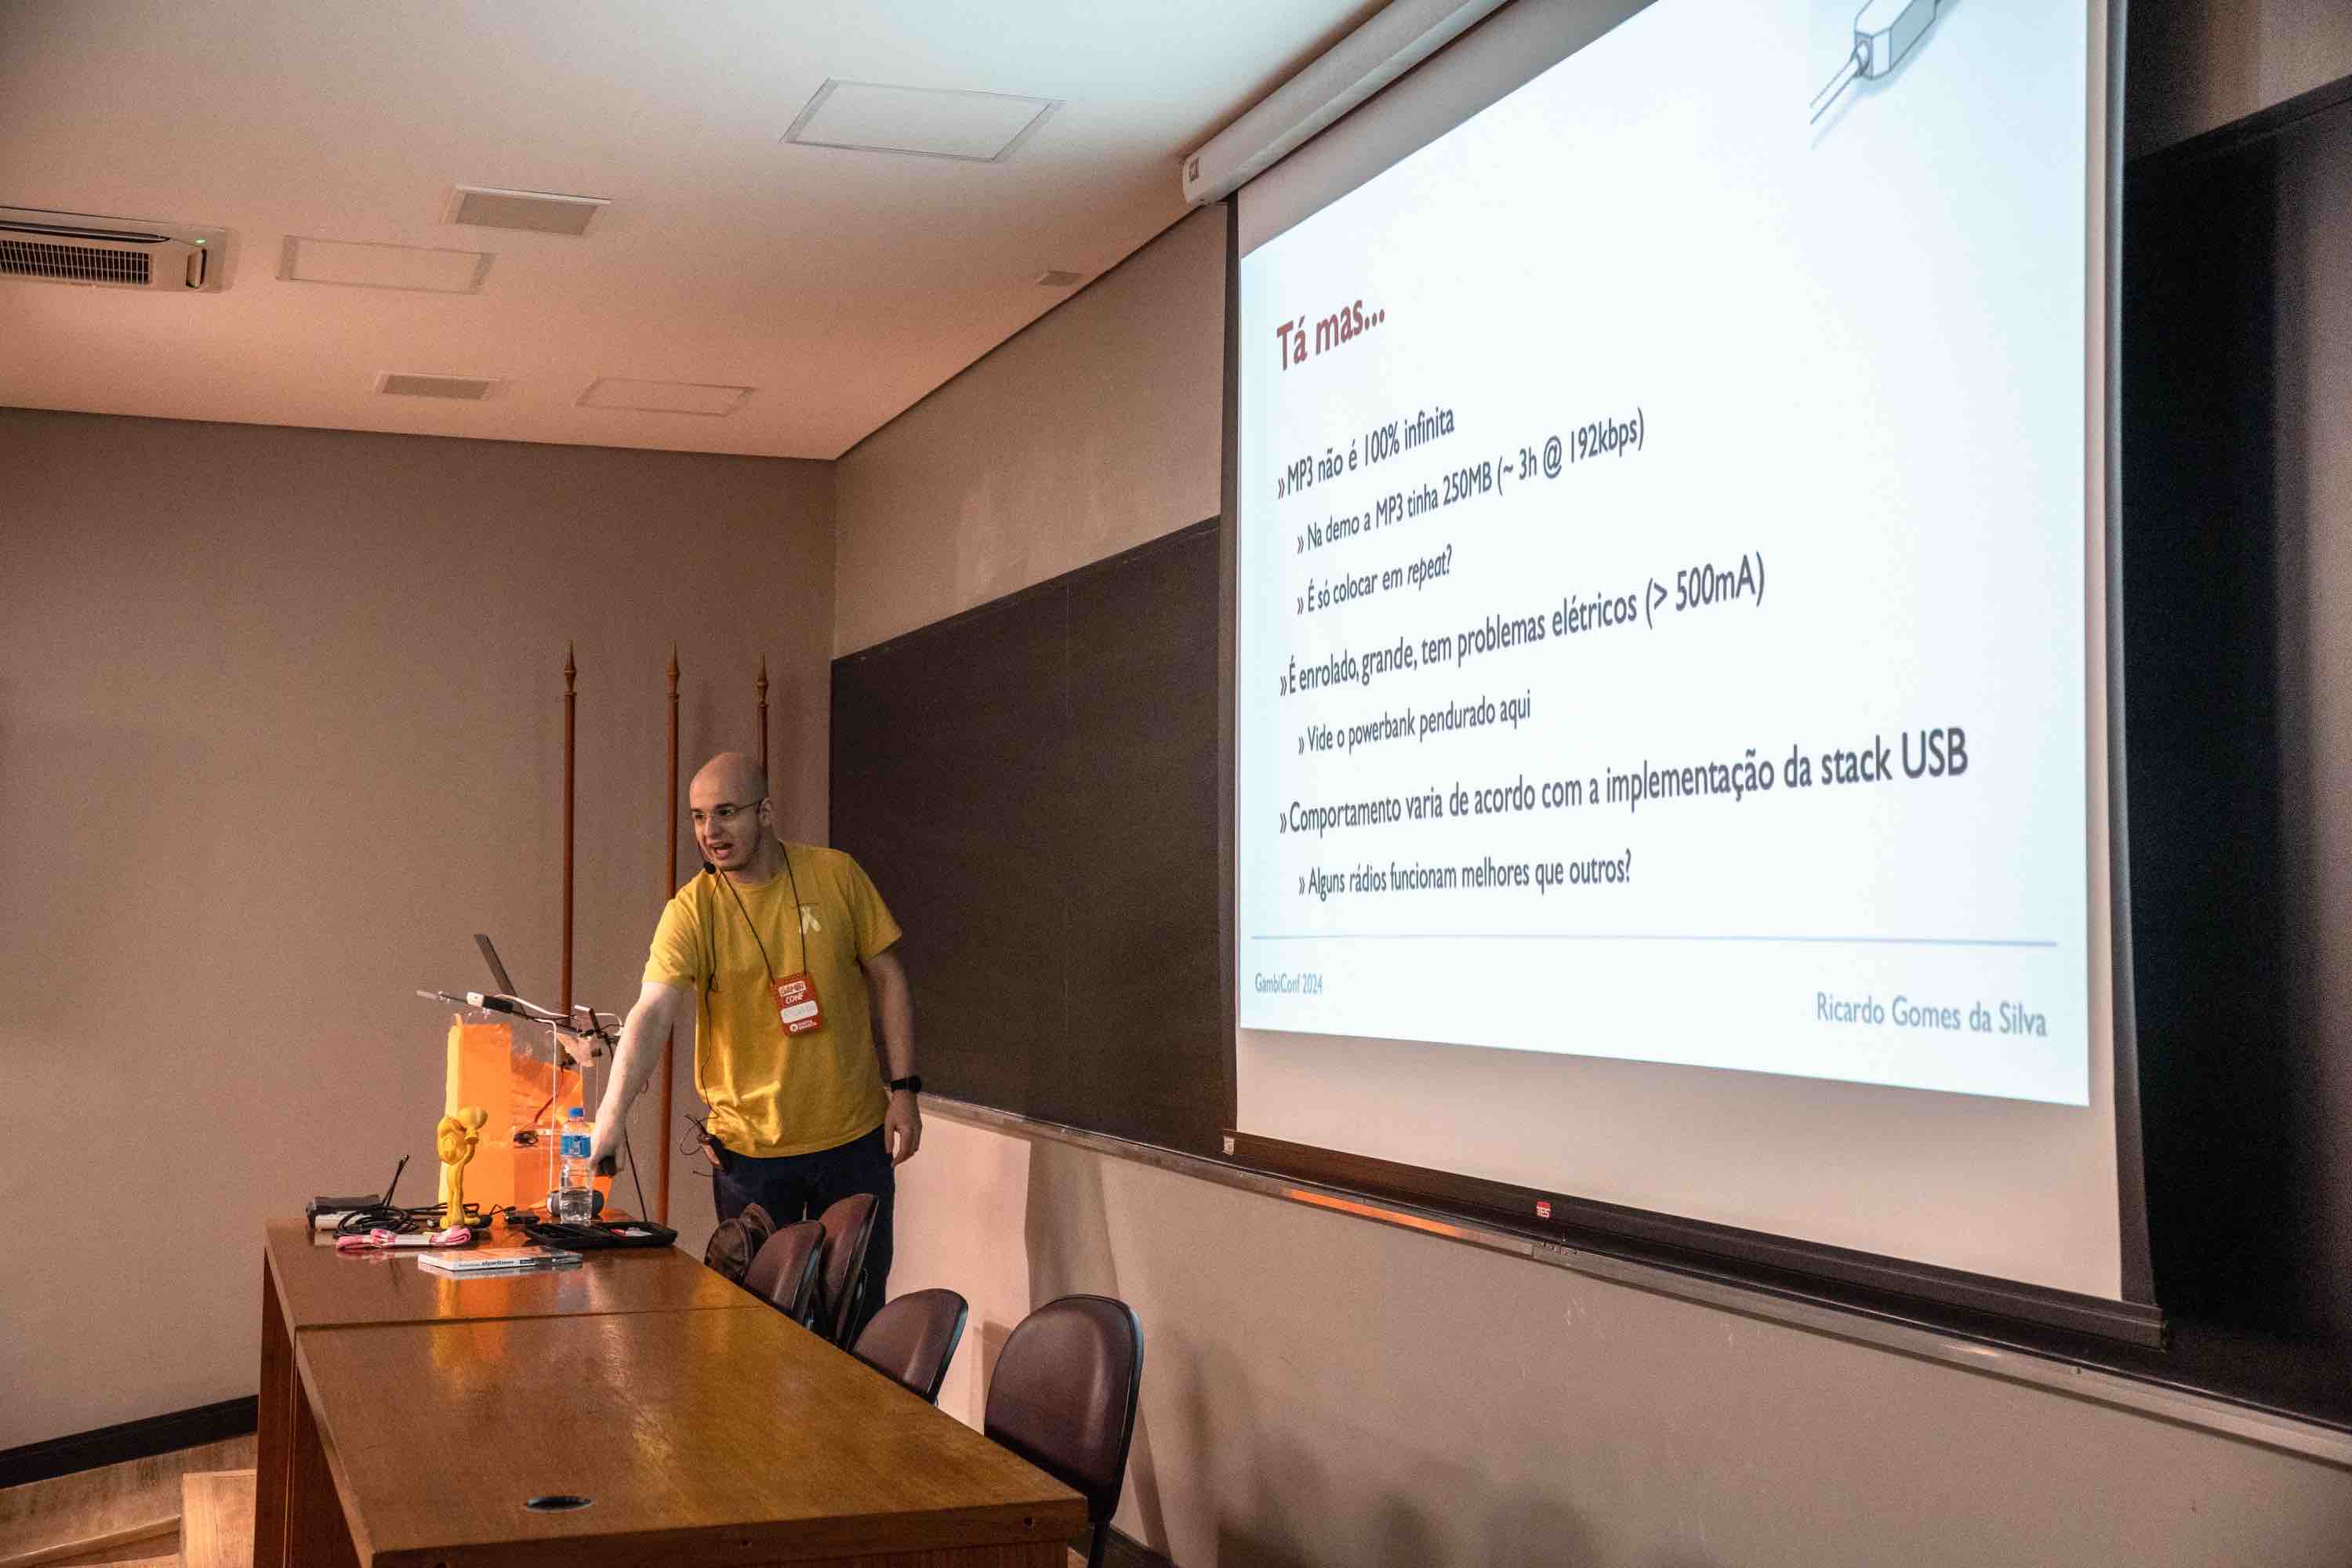 Tá mas...
» MP3 não é 100% infinita
» Na demo a MP3 tinha 250MB (~ 3h @ 192kbps)
» É só colocar em repeat?
» É enrolado, grande, tem problemas elétricos (> 500mA)
» Vide o powerbank pendurado aqui
» Comportamento varia de acordo com a implementação da stack USB
» Alguns rádios funcionam melhores que outros?
GambiConf 2024
Ricardo Gomes da Silva
GAMBI
CONF